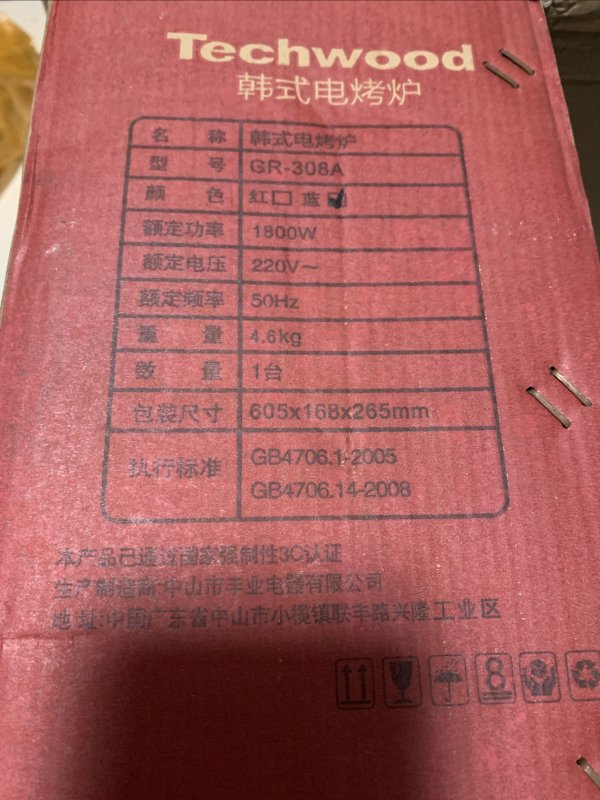 Techwood
韩式电烤炉
名 称 韩式电烤炉
型 号 GR-308A
颜 色 红□ 蓝☑
额定功率 1800W
额定电压 220V～
额定频率 50Hz
重 量 4.6kg
数 量 1台
包装尺寸 605x168x265mm
执行标准 GB4706.1-2005
GB4706.14-2008
本产品已通过国家强制性3C认证
生产制造商:中山市丰业电器有限公司
地 址:中国广东省中山市小榄镇联丰路兴隆工业区
8